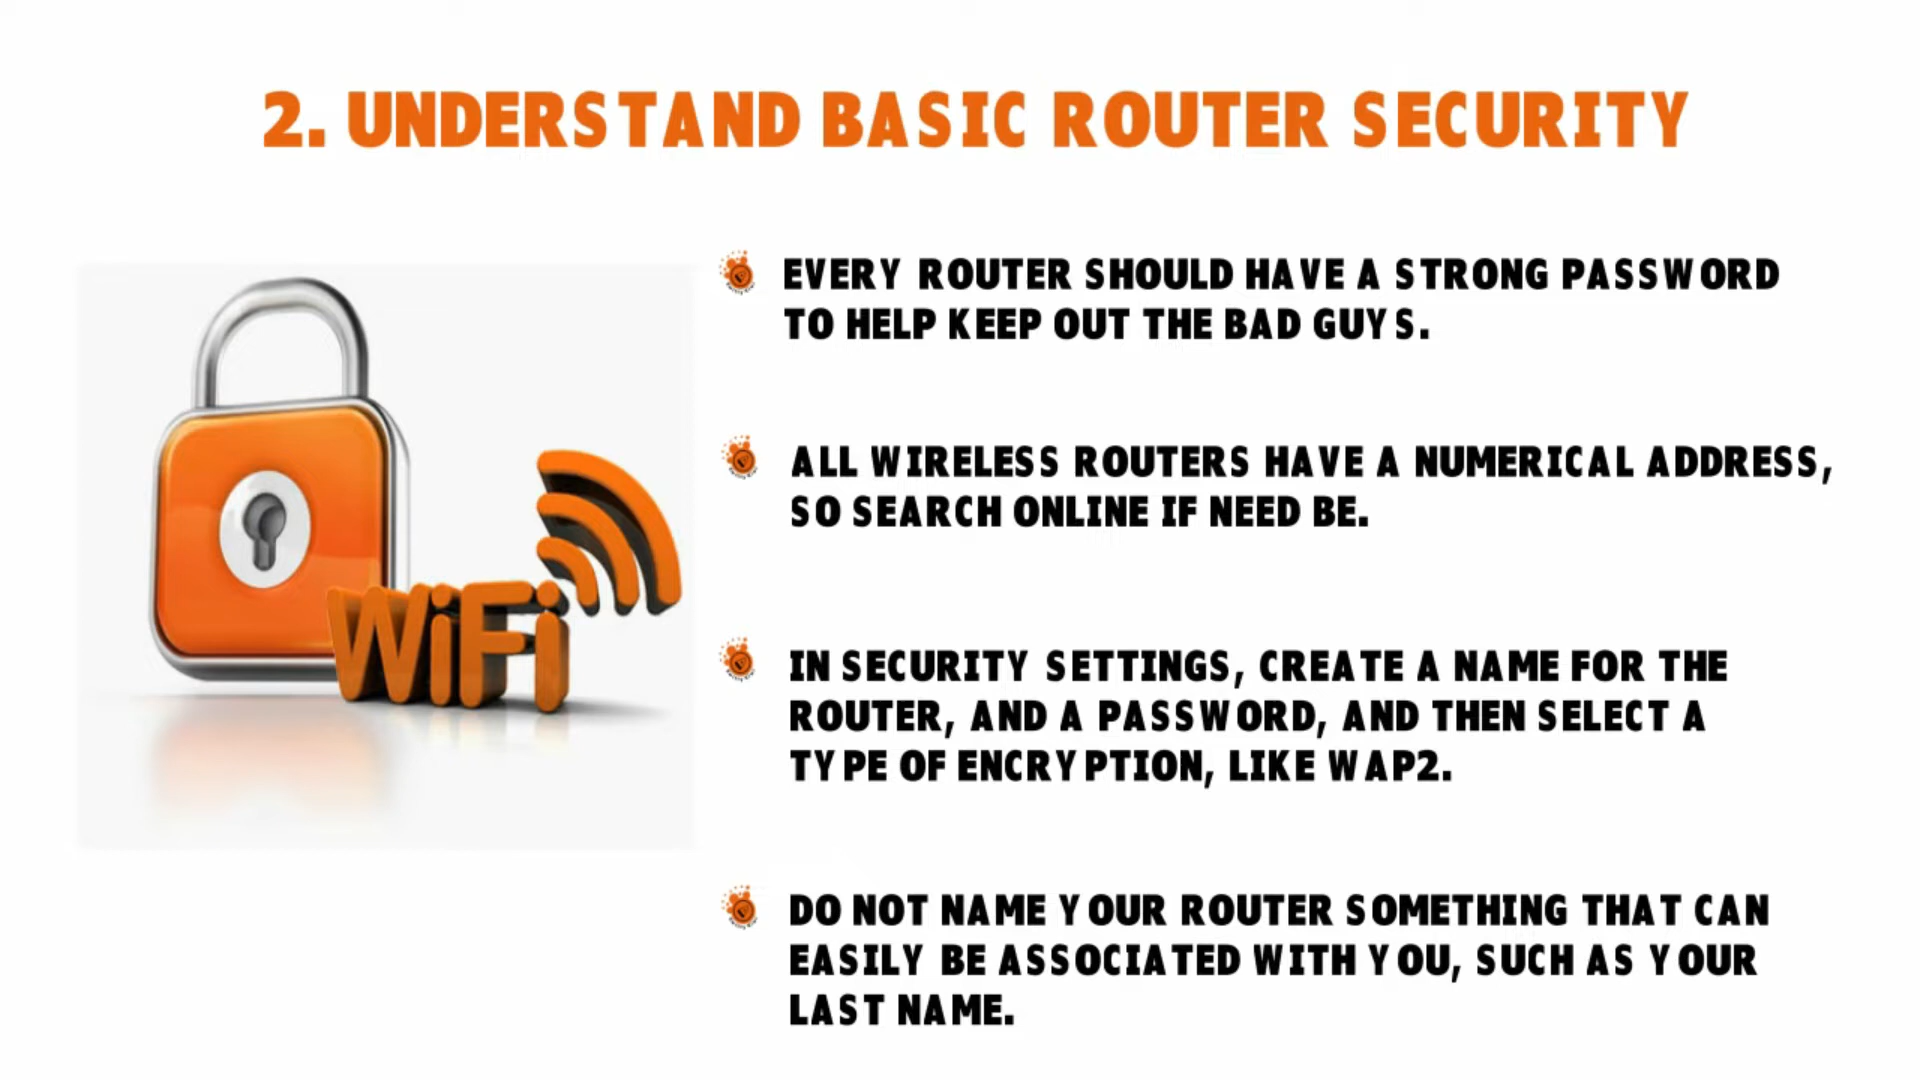 2. UNDERSTAND BASIC ROUTER SECURITY
EVERY ROUTER SHOULD HAVE A STRONG PASSWORD
TO HELP KEEP OUT THE BAD GUYS.
ALL WIRELESS ROUTERS HAVE A NUMERICAL ADDRESS,
SO SEARCH ONLINE IF NEED BE.
IN SECURITY SETTINGS, CREATE A NAME FOR THE
ROUTER, AND A PASSWORD, AND THEN SELECT A
TYPE OF ENCRYPTION, LIKE WAP2.
DO NOT NAME YOUR ROUTER SOMETHING THAT CAN
EASILY BE ASSOCIATED WITH YOU, SUCH AS YOUR
LAST NAME.
WiFi